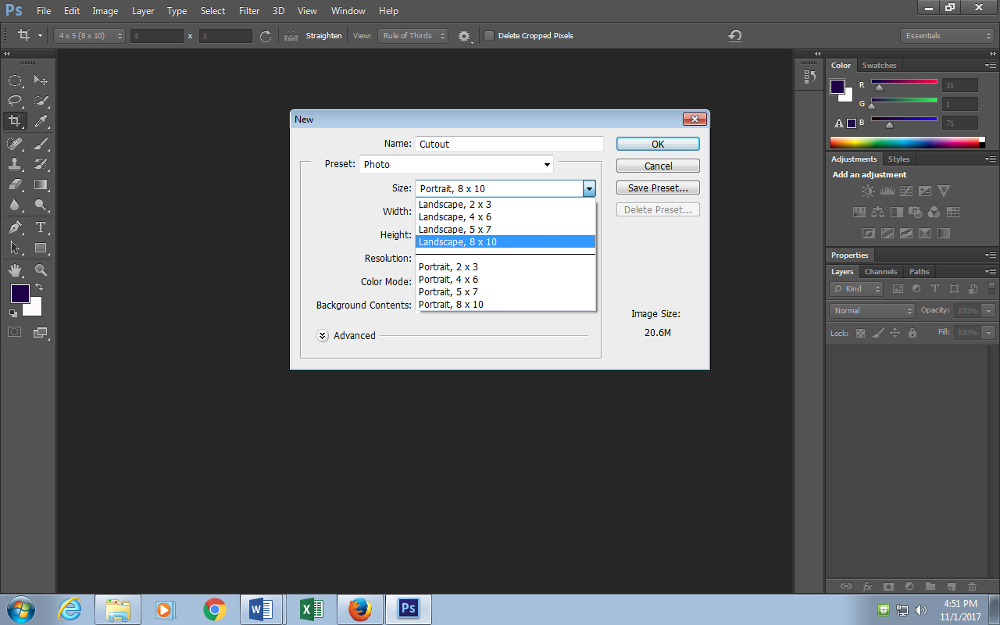 Ps File Edit Image Layer Type Select Filter 3D View Window Help
4 x 5 (8 x 10) 4 x 5 Straighten View: Rule of Thirds Delete Cropped Pixels Essentials
Color Swatches
R 31
G 1
B 71
Adjustments Styles
Add an adjustment
Properties
Layers Channels Paths
Kind
Normal Opacity: 100%
Lock: Fill: 100%
fx
T
New
Name: Cutout
Preset: Photo
Size: Portrait, 8 x 10
Landscape, 2 x 3
Landscape, 4 x 6
Landscape, 5 x 7
Landscape, 8 x 10
Portrait, 2 x 3
Portrait, 4 x 6
Portrait, 5 x 7
Portrait, 8 x 10
Width:
Height:
Resolution:
Color Mode:
Background Contents:
Advanced
OK
Cancel
Save Preset...
Delete Preset...
Image Size:
20.6M
Ps
4:51 PM
11/1/2017